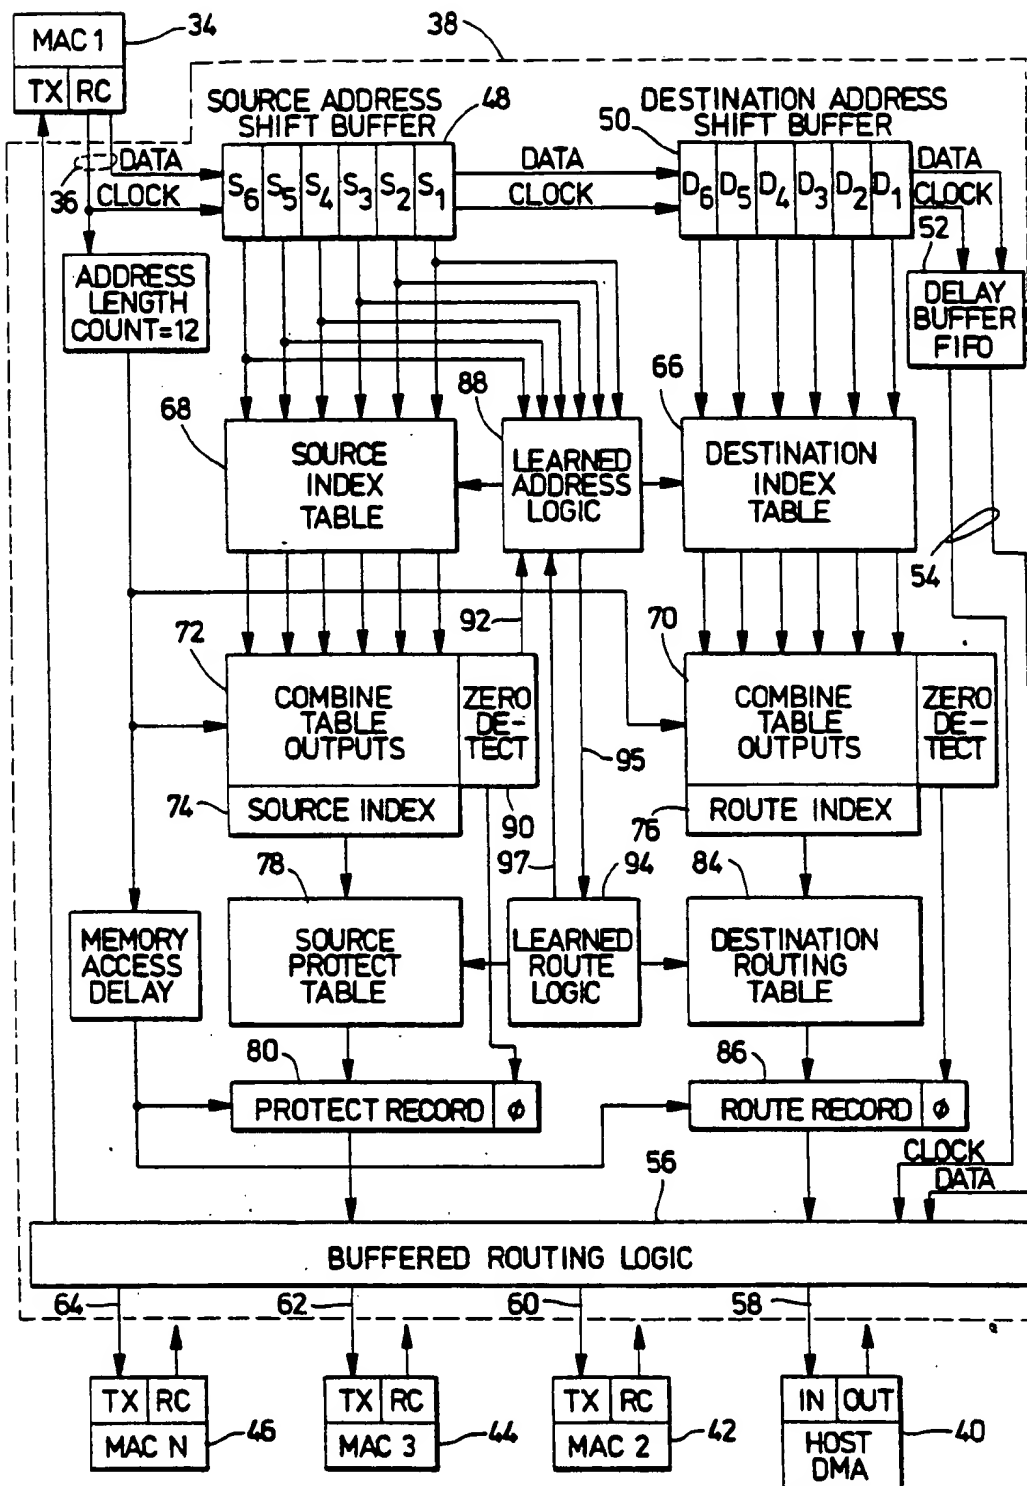 MAC 1
34
TX RC
38
SOURCE ADDRESS
SHIFT BUFFER
48
DESTINATION ADDRESS
SHIFT BUFFER
50
DATA
CLOCK
36
S6 S5 S4 S3 S2 S1
DATA
CLOCK
D6 D5 D4 D3 D2 D1
DATA
CLOCK
52
ADDRESS
LENGTH
COUNT=12
DELAY
BUFFER
FIFO
68
SOURCE
INDEX
TABLE
88
LEARNED
ADDRESS
LOGIC
66
DESTINATION
INDEX
TABLE
54
72
COMBINE
TABLE
OUTPUTS
ZERO
DE-
TECT
92
70
COMBINE
TABLE
OUTPUTS
ZERO
DE-
TECT
95
74
SOURCE INDEX
90
76
ROUTE INDEX
97
MEMORY
ACCESS
DELAY
78
SOURCE
PROTECT
TABLE
94
LEARNED
ROUTE
LOGIC
84
DESTINATION
ROUTING
TABLE
80
PROTECT RECORD ϕ
86
ROUTE RECORD ϕ
CLOCK
DATA
56
BUFFERED ROUTING LOGIC
64
62
60
58
TX RC
MAC N
46
TX RC
MAC 3
44
TX RC
MAC 2
42
IN OUT
HOST
DMA
40